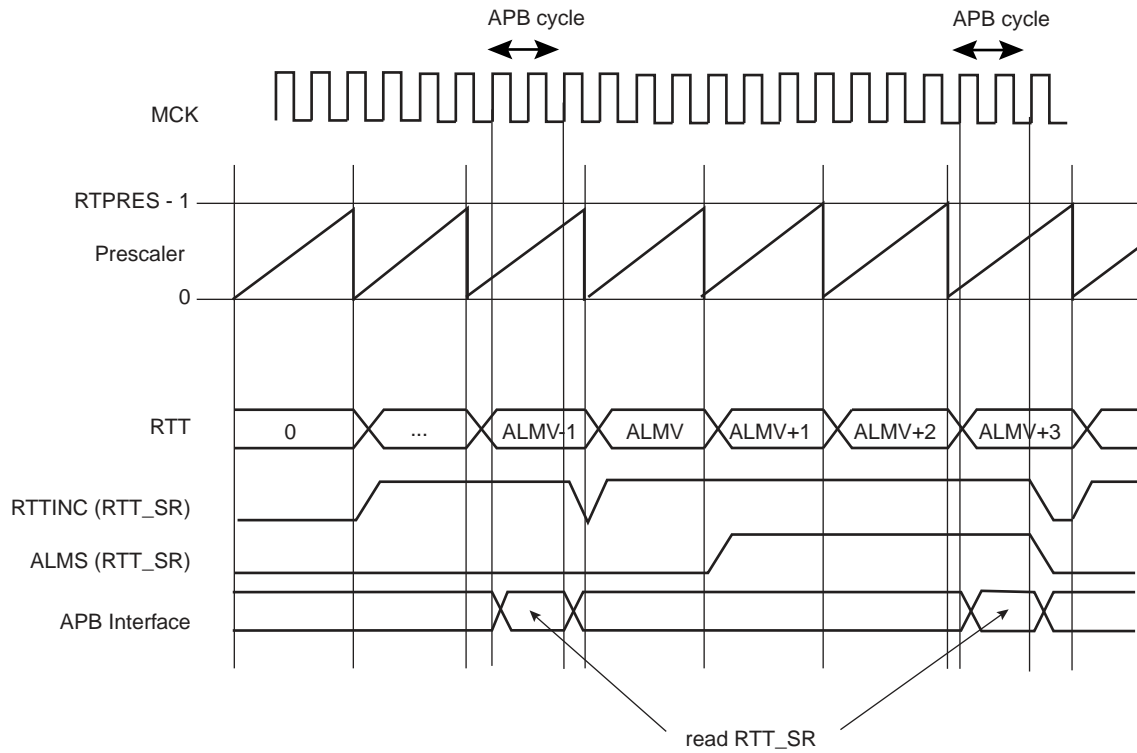 APB cycle APB cycle
MCK
RTPRES - 1
Prescaler
0
RTT 0 ... ALMV-1 ALMV ALMV+1 ALMV+2 ALMV+3
RTTINC (RTT_SR)
ALMS (RTT_SR)
APB Interface
read RTT_SR